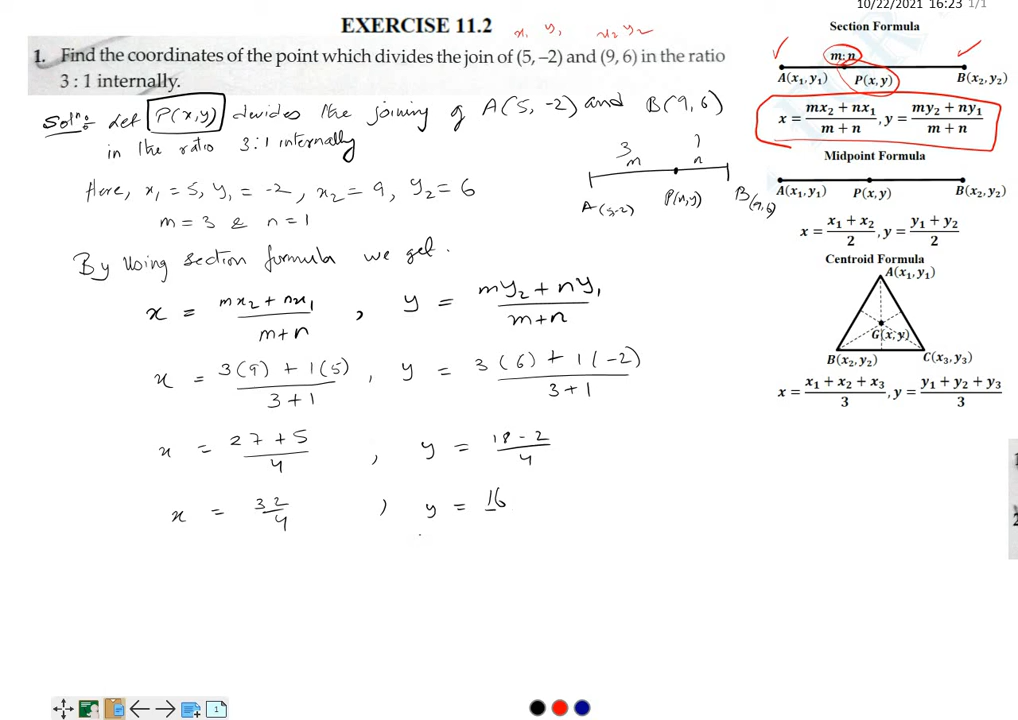 10/22/2021 16:23 1/1
EXERCISE 11.2
x₁ y₁ x₂ y₂
1. Find the coordinates of the point which divides the join of (5, –2) and (9, 6) in the ratio
3 : 1 internally.
Solⁿ: Let P(x,y) divides the joining of A(5, -2) and B(9, 6)
in the ratio 3:1 internally
3 1
m n
A(5,-2) P(x,y) B(9,6)
Here, x₁ = 5, y₁ = -2, x₂ = 9, y₂ = 6
m = 3 & n = 1
By using section formula we get.
x = (mx₂ + nx₁)/(m+n) , y = (my₂ + ny₁)/(m+n)
x = (3(9) + 1(5))/(3+1) , y = (3(6) + 1(-2))/(3+1)
x = (27+5)/4 , y = (18-2)/4
x = 32/4 , y = 16
Section Formula
m:n
A(x₁,y₁) P(x,y) B(x₂,y₂)
x = (mx₂ + nx₁)/(m + n), y = (my₂ + ny₁)/(m + n)
Midpoint Formula
A(x₁,y₁) P(x,y) B(x₂,y₂)
x = (x₁ + x₂)/2, y = (y₁ + y₂)/2
Centroid Formula
A(x₁,y₁)
G(x,y)
B(x₂,y₂) C(x₃,y₃)
x = (x₁ + x₂ + x₃)/3, y = (y₁ + y₂ + y₃)/3
1